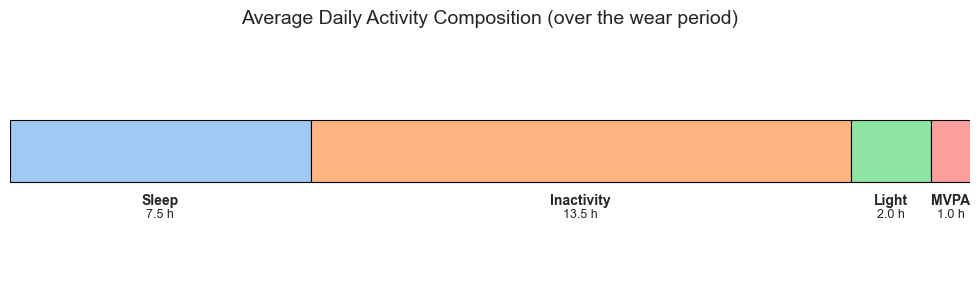 Average Daily Activity Composition (over the wear period)
Sleep
7.5 h
Inactivity
13.5 h
Light
2.0 h
MVPA
1.0 h